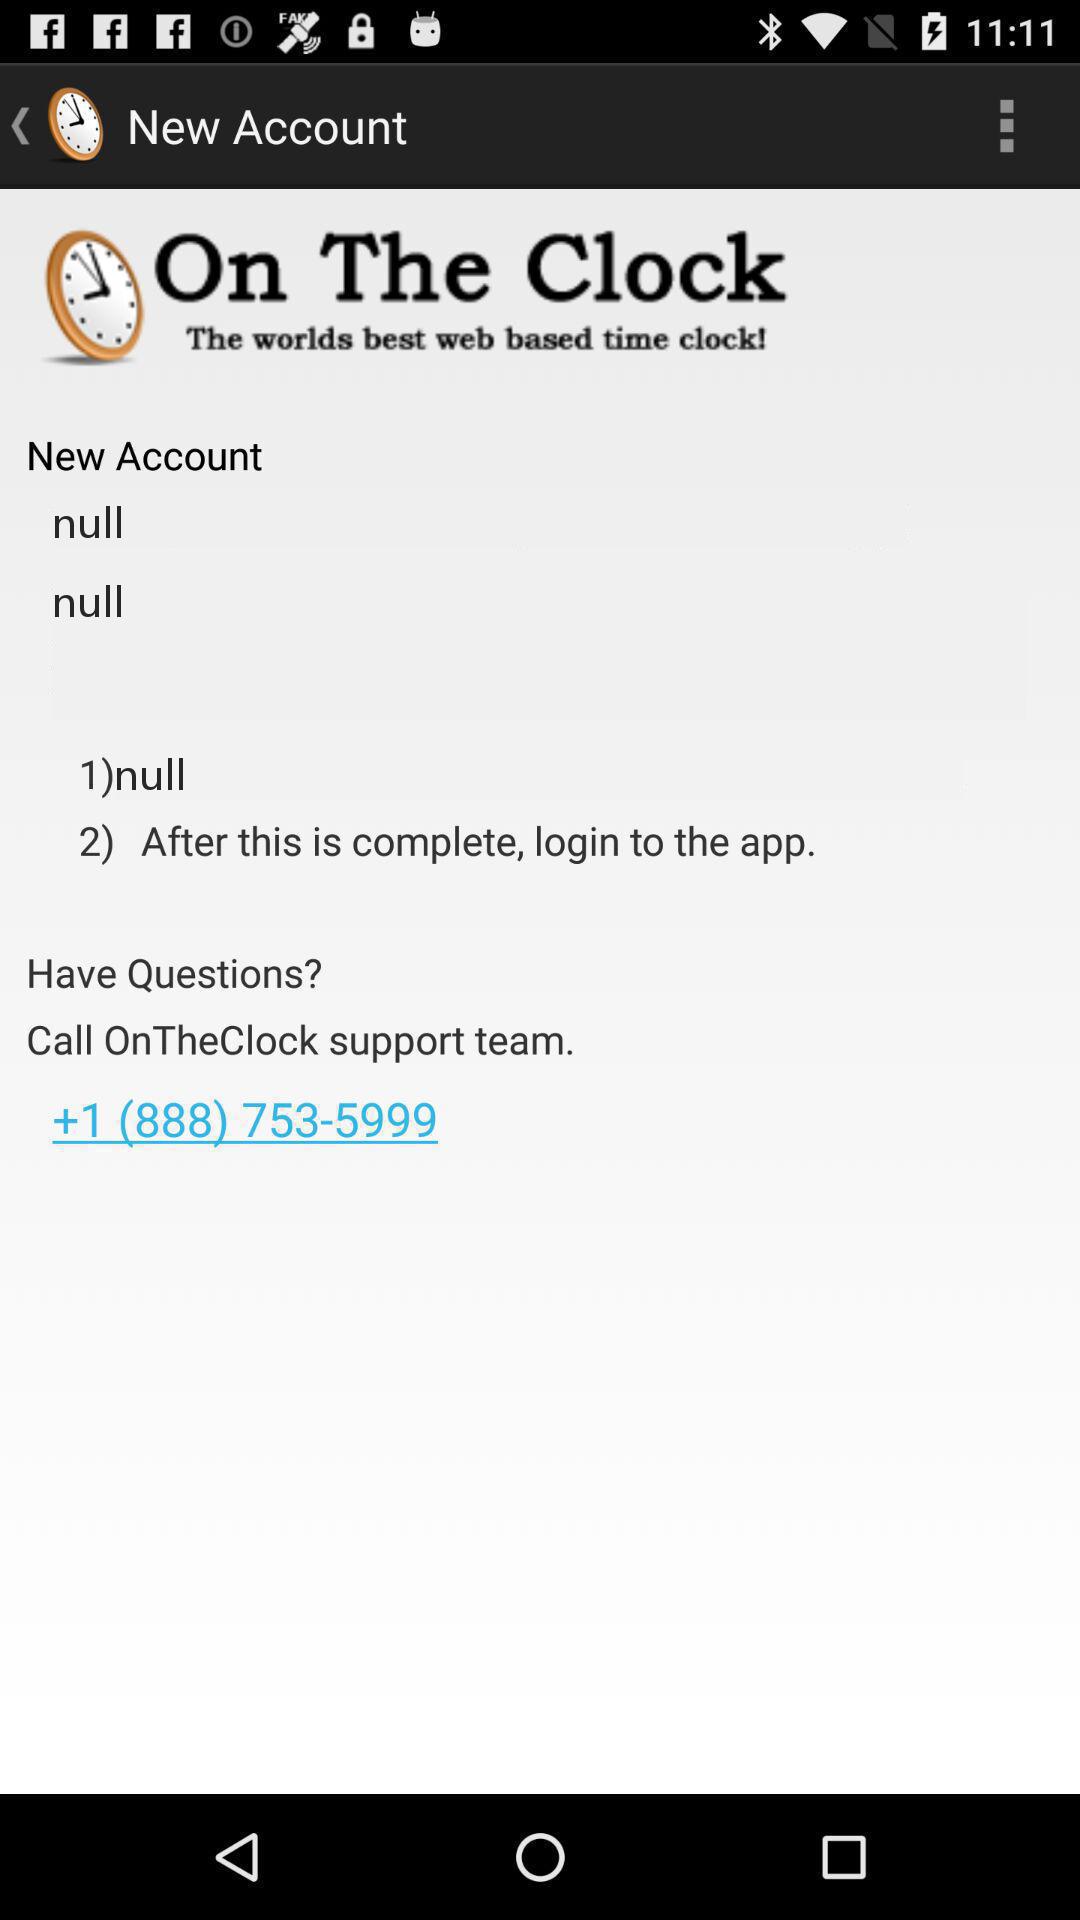 FAKE
11:11
New Account
On The Clock
The worlds best web based time clock!
New Account
null
null
1)null
2) After this is complete, login to the app.
Have Questions?
Call OnTheClock support team.
+1 (888) 753-5999